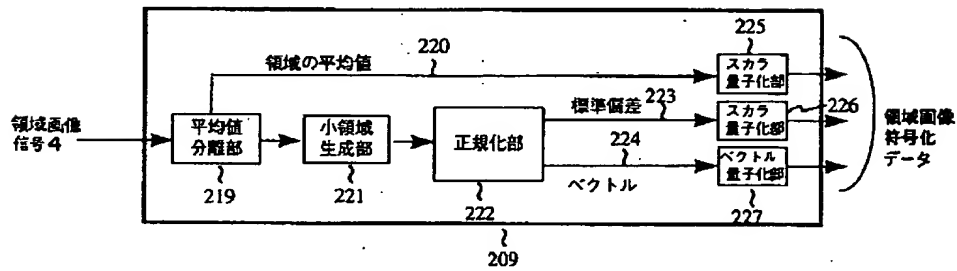 225
220
領域の平均値
スカラ
量子化部
標準偏差
223
スカラ
量子化部
226
領域画像
信号4
平均値
分離部
小領域
生成部
正規化部
224
ベクトル
ベクトル
量子化部
領域画像
符号化
データ
219
221
222
227
209